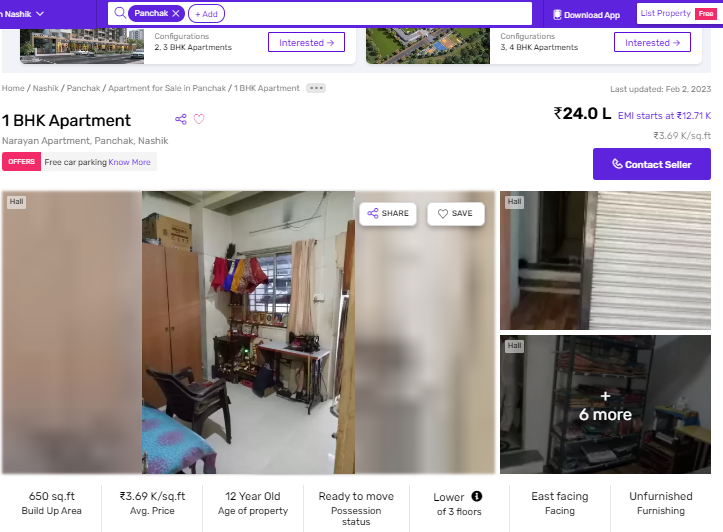 n Nashik
Panchak
+ Add
Download App
List Property Free
Configurations
2, 3 BHK Apartments
Interested →
Configurations
3, 4 BHK Apartments
Interested →
Home / Nashik / Panchak / Apartment for Sale in Panchak / 1 BHK Apartment
Last updated: Feb 2, 2023
1 BHK Apartment
₹24.0 L EMI starts at ₹12.71 K
Narayan Apartment, Panchak, Nashik
₹3.69 K/sq.ft
OFFERS Free car parking Know More
Contact Seller
Hall
SHARE
SAVE
Hall
Hall
+
6 more
650 sq.ft
Build Up Area
₹3.69 K/sq.ft
Avg. Price
12 Year Old
Age of property
Ready to move
Possession
status
Lower
of 3 floors
East facing
Facing
Unfurnished
Furnishing